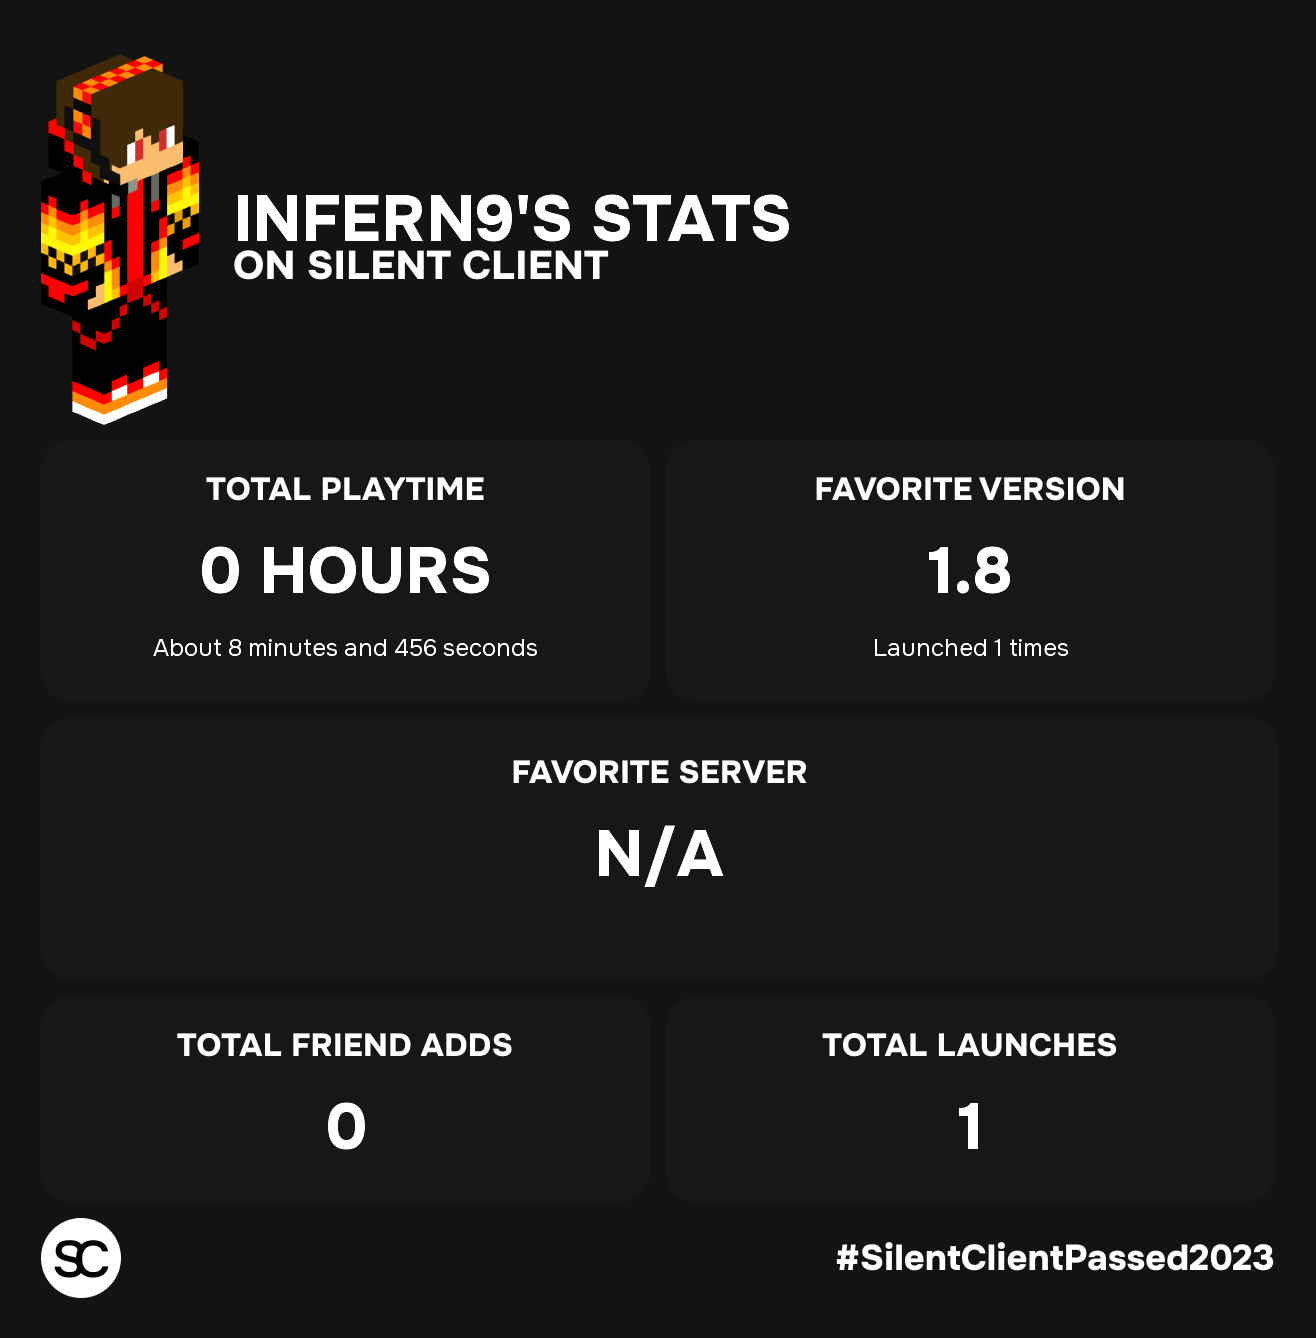 INFERN9'S STATS
ON SILENT CLIENT
TOTAL PLAYTIME
0 HOURS
About 8 minutes and 456 seconds
FAVORITE VERSION
1.8
Launched 1 times
FAVORITE SERVER
N/A
TOTAL FRIEND ADDS
0
TOTAL LAUNCHES
1
SC
#SilentClientPassed2023